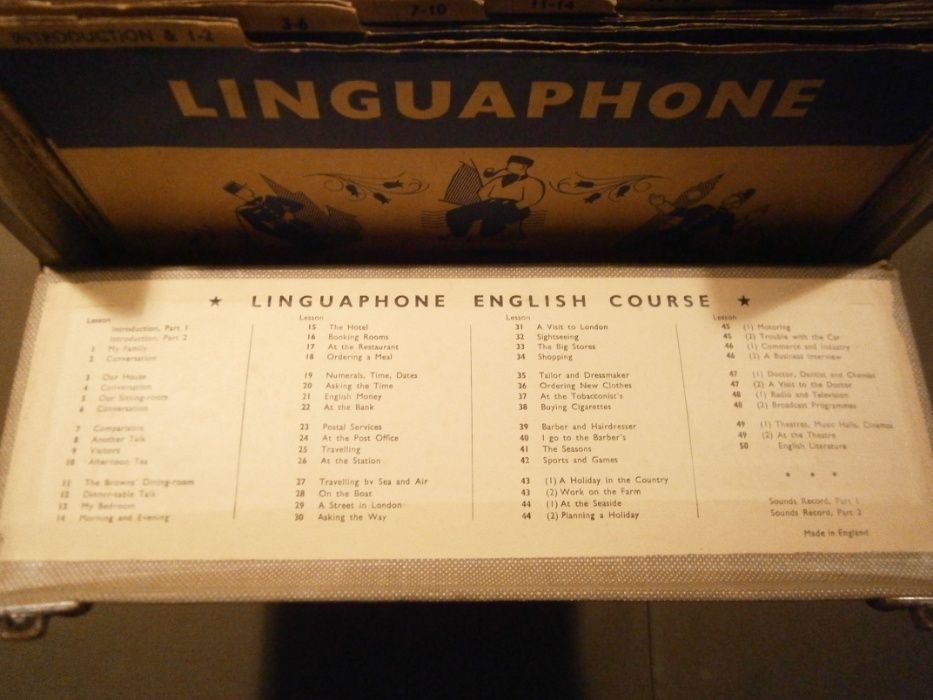 INTRODUCTION & 1-2
3-6
7-10
11-14
LINGUAPHONE
★ LINGUAPHONE ENGLISH COURSE ★
Lesson
Introduction, Part 1
Introduction, Part 2
1 My Family
2 Conversation
3 Our House
4 Conversation
5 Our Sitting-room
6 Conversation
7 Comparisons
8 Another Talk
9 Visitors
10 Afternoon Tea
11 The Browns' Dining-room
12 Dinner-table Talk
13 My Bedroom
14 Morning and Evening
Lesson
15 The Hotel
16 Booking Rooms
17 At the Restaurant
18 Ordering a Meal
19 Numerals, Time, Dates
20 Asking the Time
21 English Money
22 At the Bank
23 Postal Services
24 At the Post Office
25 Travelling
26 At the Station
27 Travelling by Sea and Air
28 On the Boat
29 A Street in London
30 Asking the Way
Lesson
31 A Visit to London
32 Sightseeing
33 The Big Stores
34 Shopping
35 Tailor and Dressmaker
36 Ordering New Clothes
37 At the Tobacconist's
38 Buying Cigarettes
39 Barber and Hairdresser
40 I go to the Barber's
41 The Seasons
42 Sports and Games
43 (1) A Holiday in the Country
43 (2) Work on the Farm
44 (1) At the Seaside
44 (2) Planning a Holiday
Lesson
45 (1) Motoring
45 (2) Trouble with the Car
46 (1) Commerce and Industry
46 (2) A Business Interview
47 (1) Doctor, Dentist and Chemist
47 (2) A Visit to the Doctor
48 (1) Radio and Television
48 (2) Broadcast Programmes
49 (1) Theatres, Music Halls, Cinemas
49 (2) At the Theatre
50 English Literature
* * *
Sounds Record, Part 1
Sounds Record, Part 2
Made in England